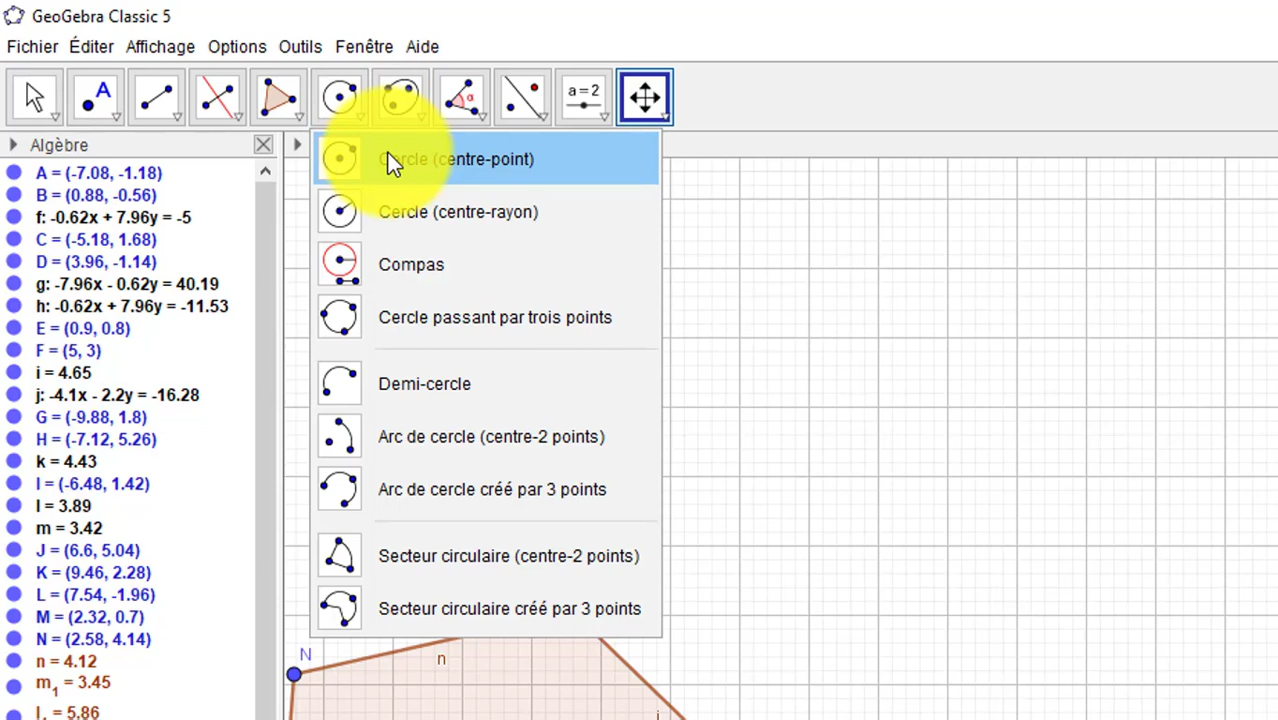 GeoGebra Classic 5
Fichier Éditer Affichage Options Outils Fenêtre Aide
A
α
a=2
Algèbre
A = (-7.08, -1.18)
B = (0.88, -0.56)
f: -0.62x + 7.96y = -5
C = (-5.18, 1.68)
D = (3.96, -1.14)
g: -7.96x - 0.62y = 40.19
h: -0.62x + 7.96y = -11.53
E = (0.9, 0.8)
F = (5, 3)
i = 4.65
j: -4.1x - 2.2y = -16.28
G = (-9.88, 1.8)
H = (-7.12, 5.26)
k = 4.43
I = (-6.48, 1.42)
l = 3.89
m = 3.42
J = (6.6, 5.04)
K = (9.46, 2.28)
L = (7.54, -1.96)
M = (2.32, 0.7)
N = (2.58, 4.14)
n = 4.12
m₁ = 3.45
l₁ = 5.86
Cercle (centre-point)
Cercle (centre-rayon)
Compas
Cercle passant par trois points
Demi-cercle
Arc de cercle (centre-2 points)
Arc de cercle créé par 3 points
Secteur circulaire (centre-2 points)
Secteur circulaire créé par 3 points
N
n